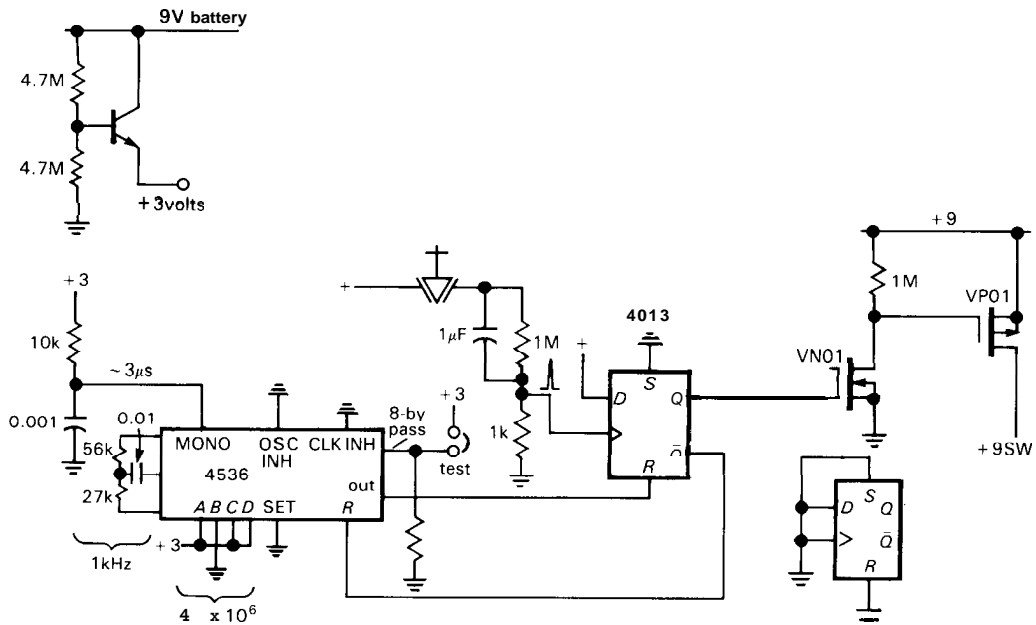 9V battery
4.7M
4.7M
+3volts
+3
10k
~3μs
0.001
0.01
56k
27k
1kHz
MONO
OSC
INH
CLK INH
4536
out
A B C D SET
R
+3
4 x 10⁶
8-by
pass
+3
test
+
1μF
1M
1k
4013
+
S
D
Q
Q̄
R
+9
1M
VP01
VN01
+9SW
S
D
Q
Q̄
R